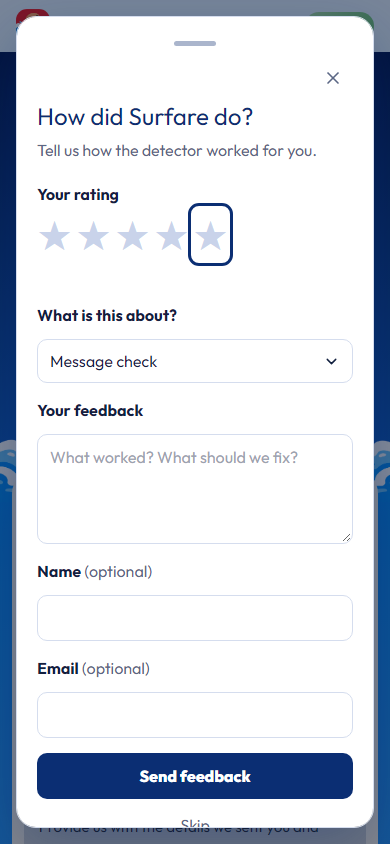 How did Surfare do?
Tell us how the detector worked for you.
Your rating
What is this about?
Message check
Your feedback
What worked? What should we fix?
Name (optional)
Email (optional)
Send feedback
Skip
Provide us with the details we sent you and